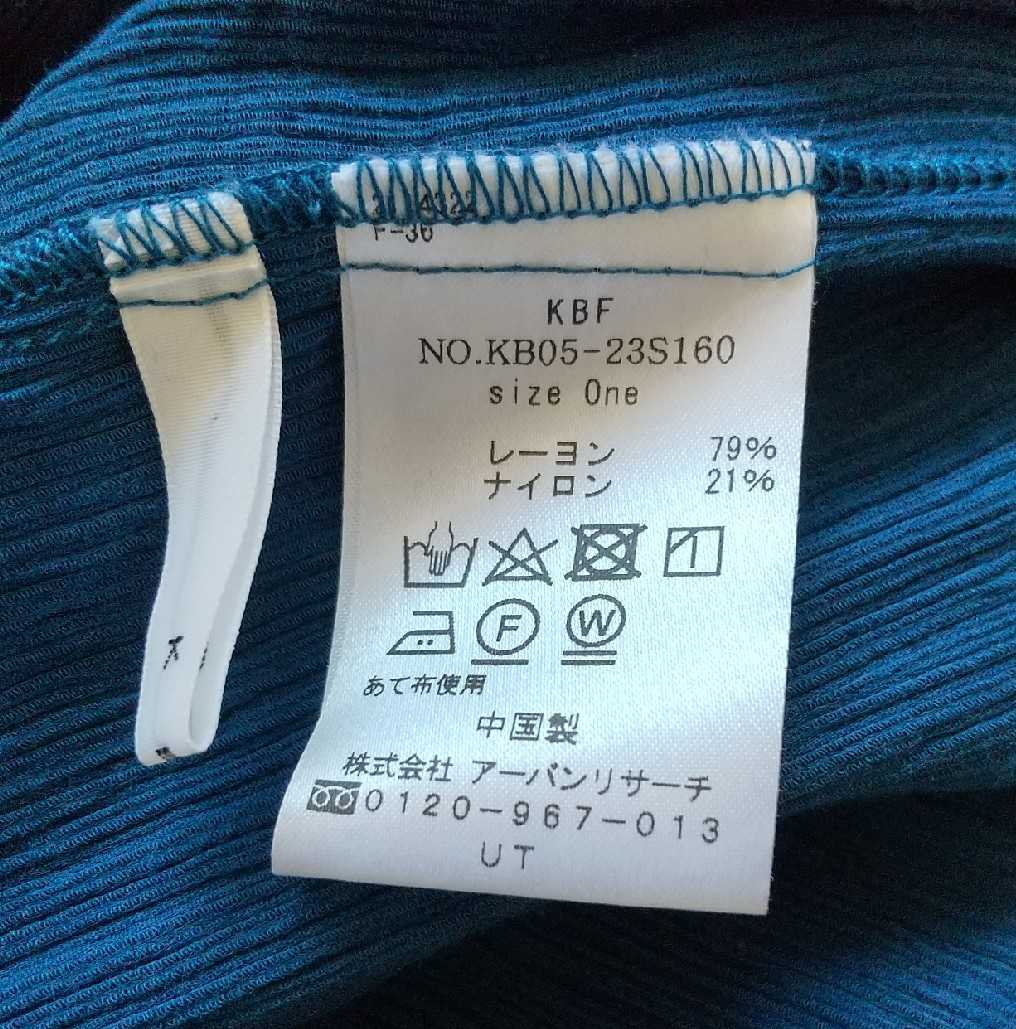 F-36
KBF
NO.KB05-23S160
size One
レーヨン 79%
ナイロン 21%
F W
あて布使用
中国製
株式会社 アーバンリサーチ
0120-967-013
UT